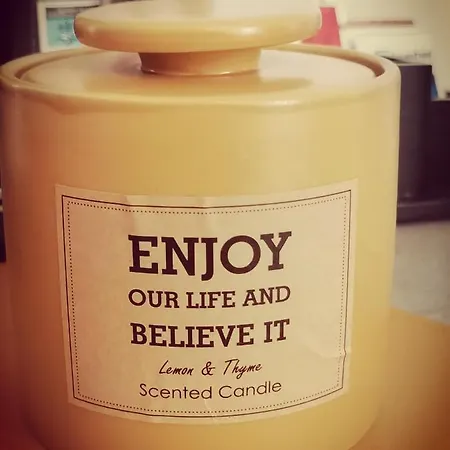 ENJOY
OUR LIFE AND
BELIEVE IT
Lemon & Thyme
Scented Candle